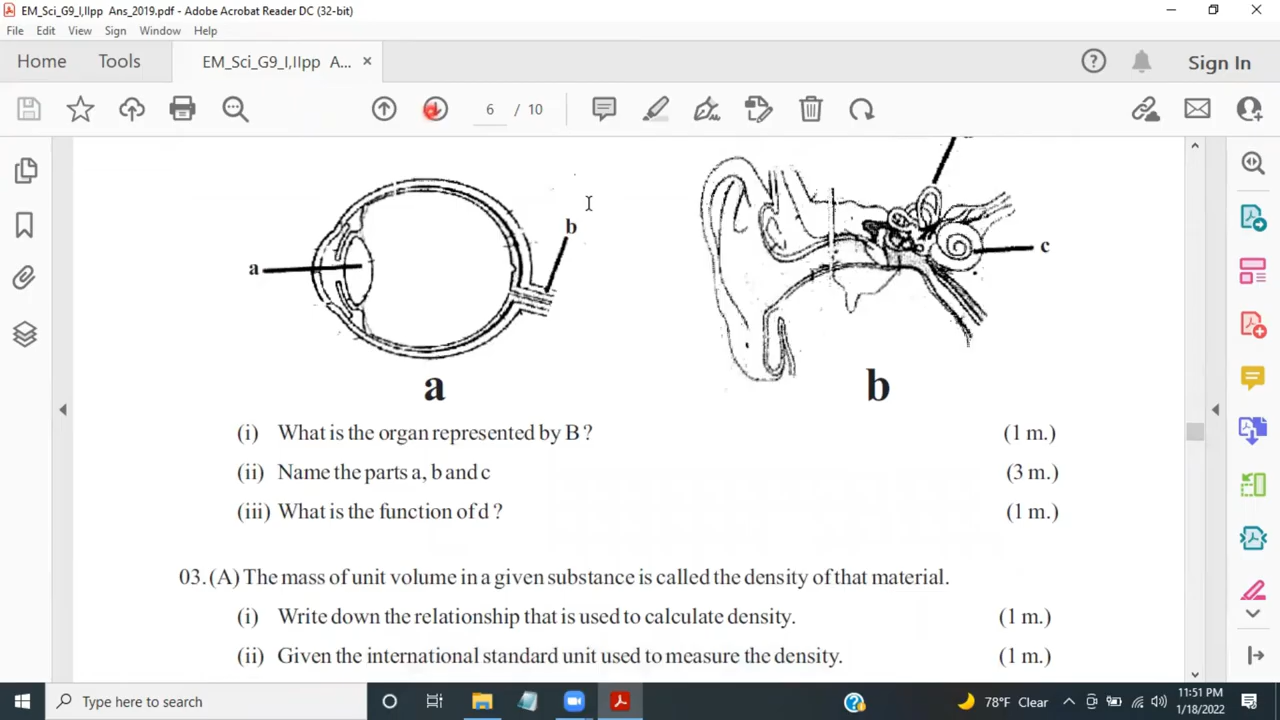 EM_Sci_G9_I,IIpp Ans_2019.pdf - Adobe Acrobat Reader DC (32-bit)
File Edit View Sign Window Help
Home Tools EM_Sci_G9_I,IIpp A... × Sign In
6 / 10
b
a
c
a
b
(i) What is the organ represented by B ? (1 m.)
(ii) Name the parts a, b and c (3 m.)
(iii) What is the function of d ? (1 m.)
03. (A) The mass of unit volume in a given substance is called the density of that material.
(i) Write down the relationship that is used to calculate density. (1 m.)
(ii) Given the international standard unit used to measure the density. (1 m.)
Type here to search
78°F Clear
11:51 PM
1/18/2022